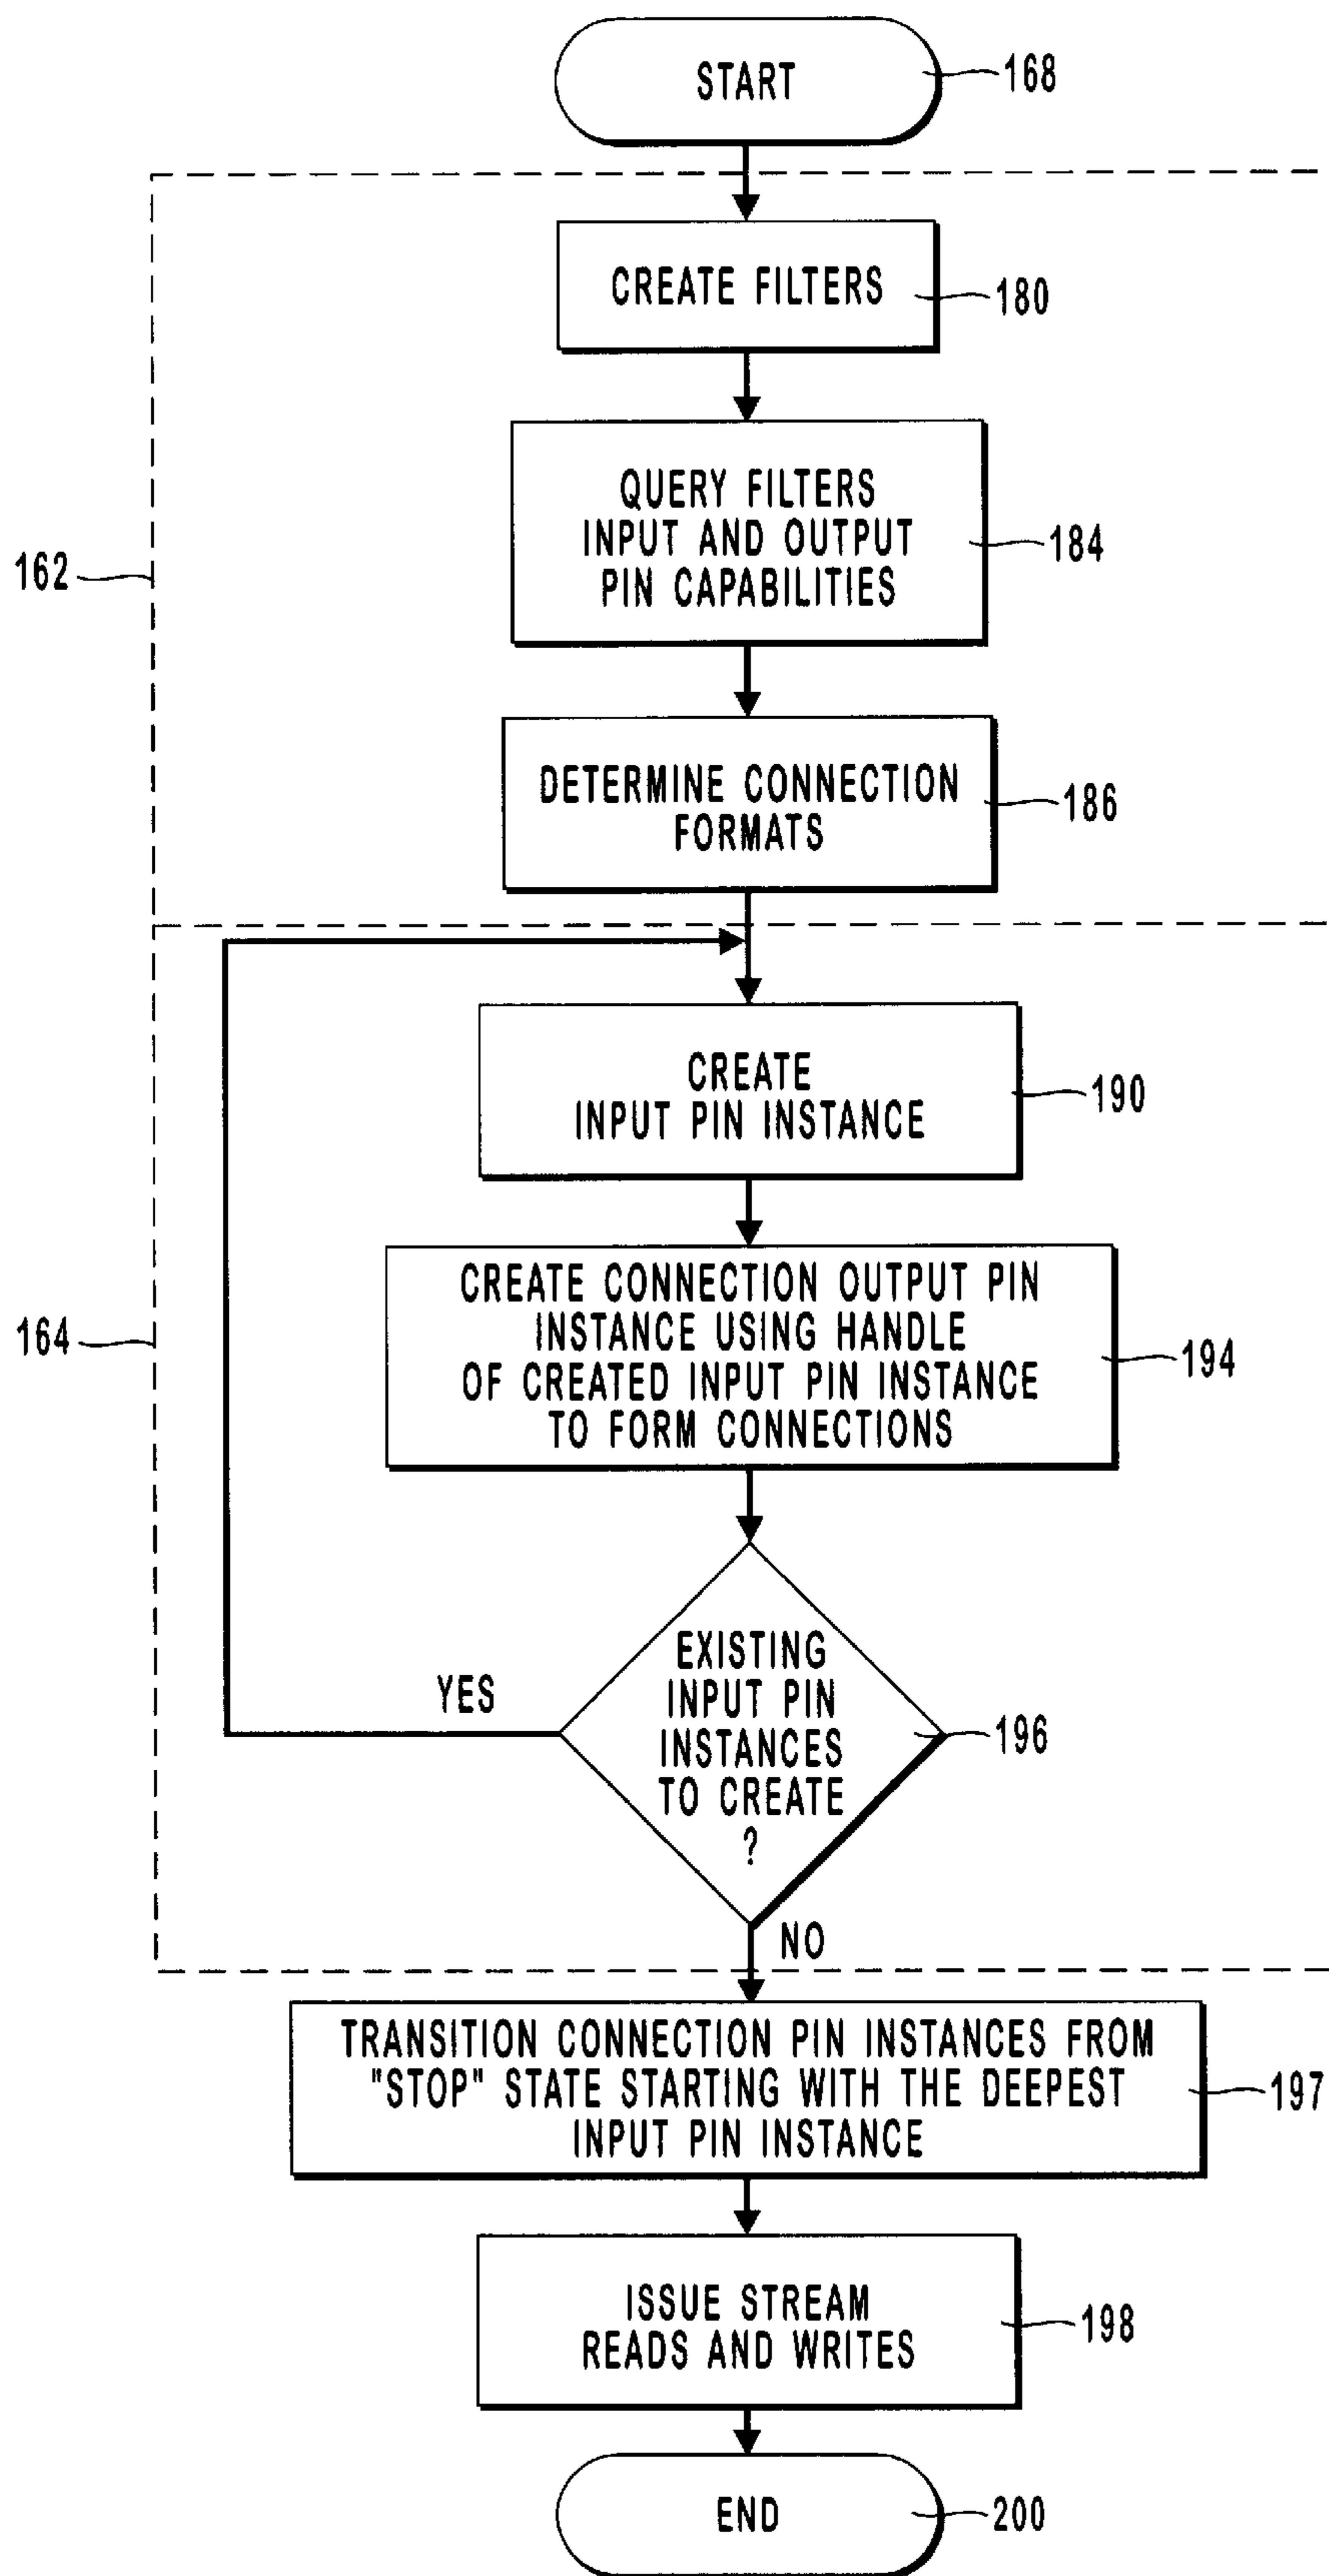 START
168
CREATE FILTERS
180
QUERY FILTERS
INPUT AND OUTPUT
PIN CAPABILITIES
184
162
DETERMINE CONNECTION
FORMATS
186
CREATE
INPUT PIN INSTANCE
190
CREATE CONNECTION OUTPUT PIN
INSTANCE USING HANDLE
OF CREATED INPUT PIN INSTANCE
TO FORM CONNECTIONS
194
164
EXISTING
INPUT PIN
INSTANCES
TO CREATE
?
196
YES
NO
TRANSITION CONNECTION PIN INSTANCES FROM
"STOP" STATE STARTING WITH THE DEEPEST
INPUT PIN INSTANCE
197
ISSUE STREAM
READS AND WRITES
198
END
200